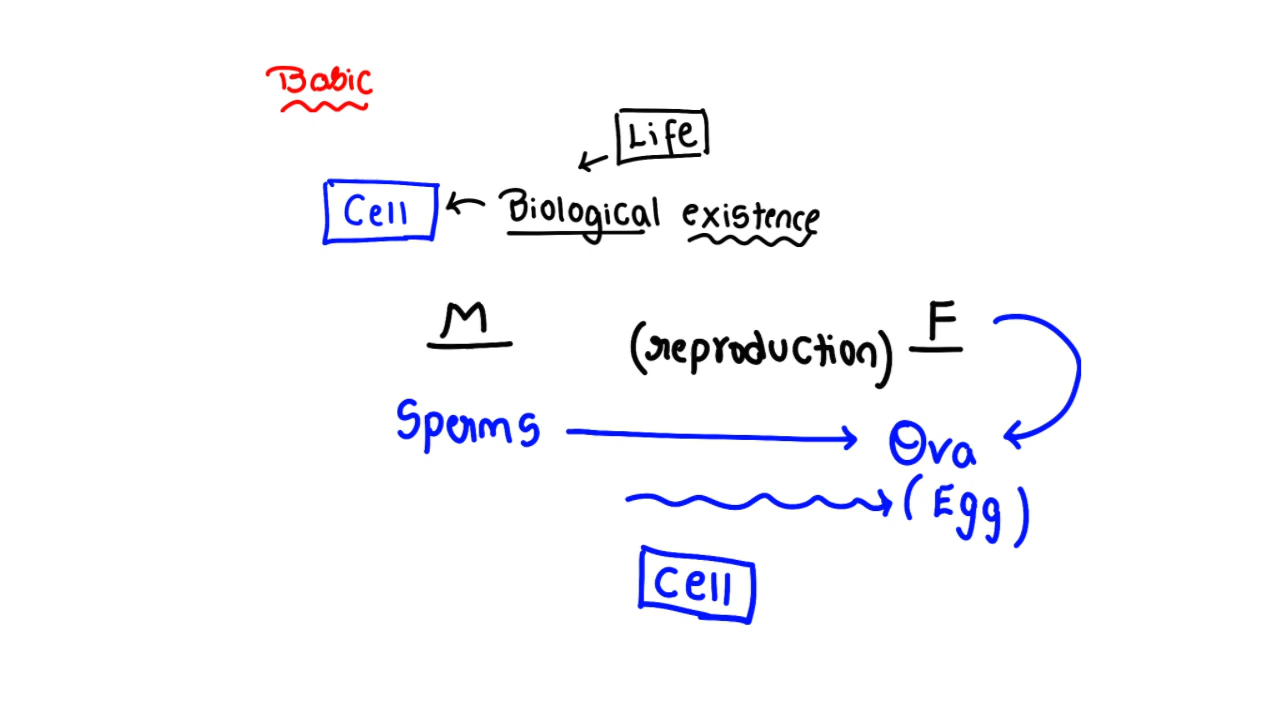 Basic
Life
Cell ← Biological existence
M (reproduction) F
Sperms → Ova
(Egg)
Cell